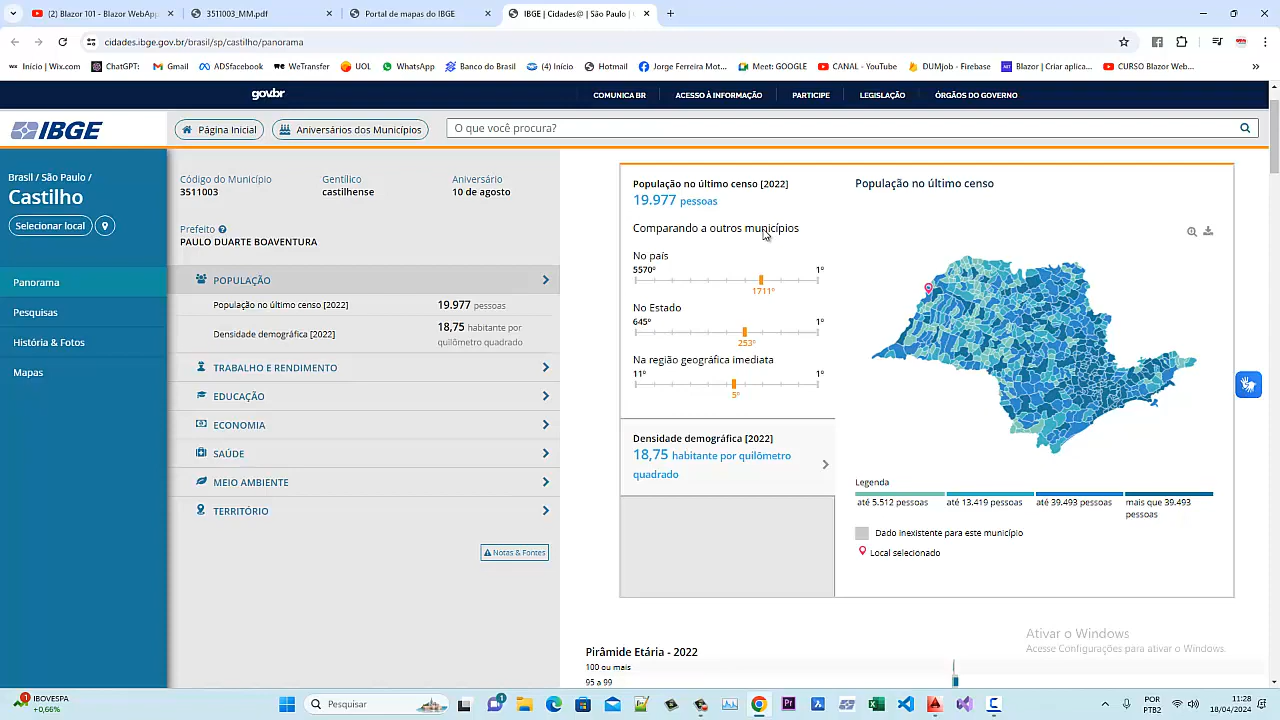 (2) Blazor 101 - Blazor WebApp
3511003_MM.pdf
Portal de mapas do IBGE
IBGE | Cidades@ | São Paulo |
cidades.ibge.gov.br/brasil/sp/castilho/panorama
Início | Wix.com
ChatGPT:
Gmail
ADSfacebook
WeTransfer
UOL
WhatsApp
Banco do Brasil
(4) Início
Hotmail
Jorge Ferreira Mot...
Meet: GOOGLE
CANAL - YouTube
DUMjob - Firebase
Blazor | Criar aplica...
CURSO Blazor Web...
govbr
COMUNICA BR
ACESSO À INFORMAÇÃO
PARTICIPE
LEGISLAÇÃO
ÓRGÃOS DO GOVERNO
IBGE
Página Inicial
Aniversários dos Municípios
O que você procura?
Brasil / São Paulo /
Castilho
Selecionar local
Panorama
Pesquisas
História & Fotos
Mapas
Código do Município
3511003
Gentílico
castilhense
Aniversário
10 de agosto
Prefeito
PAULO DUARTE BOAVENTURA
POPULAÇÃO
População no último censo [2022]
19.977 pessoas
Densidade demográfica [2022]
18,75 habitante por
quilômetro quadrado
TRABALHO E RENDIMENTO
EDUCAÇÃO
ECONOMIA
SAÚDE
MEIO AMBIENTE
TERRITÓRIO
Notas & Fontes
População no último censo [2022]
19.977 pessoas
Comparando a outros municípios
No país
5570º
1º
1711º
No Estado
645º
1º
253º
Na região geográfica imediata
11º
1º
5º
Densidade demográfica [2022]
18,75 habitante por quilômetro
quadrado
População no último censo
Legenda
até 5.512 pessoas
até 13.419 pessoas
até 39.493 pessoas
mais que 39.493
pessoas
Dado inexistente para este município
Local selecionado
Pirâmide Etária - 2022
100 ou mais
95 a 99
Ativar o Windows
Acesse Configurações para ativar o Windows.
1
IBOVESPA
+0,66%
Pesquisar
1
POR
PTB2
11:28
18/04/2024